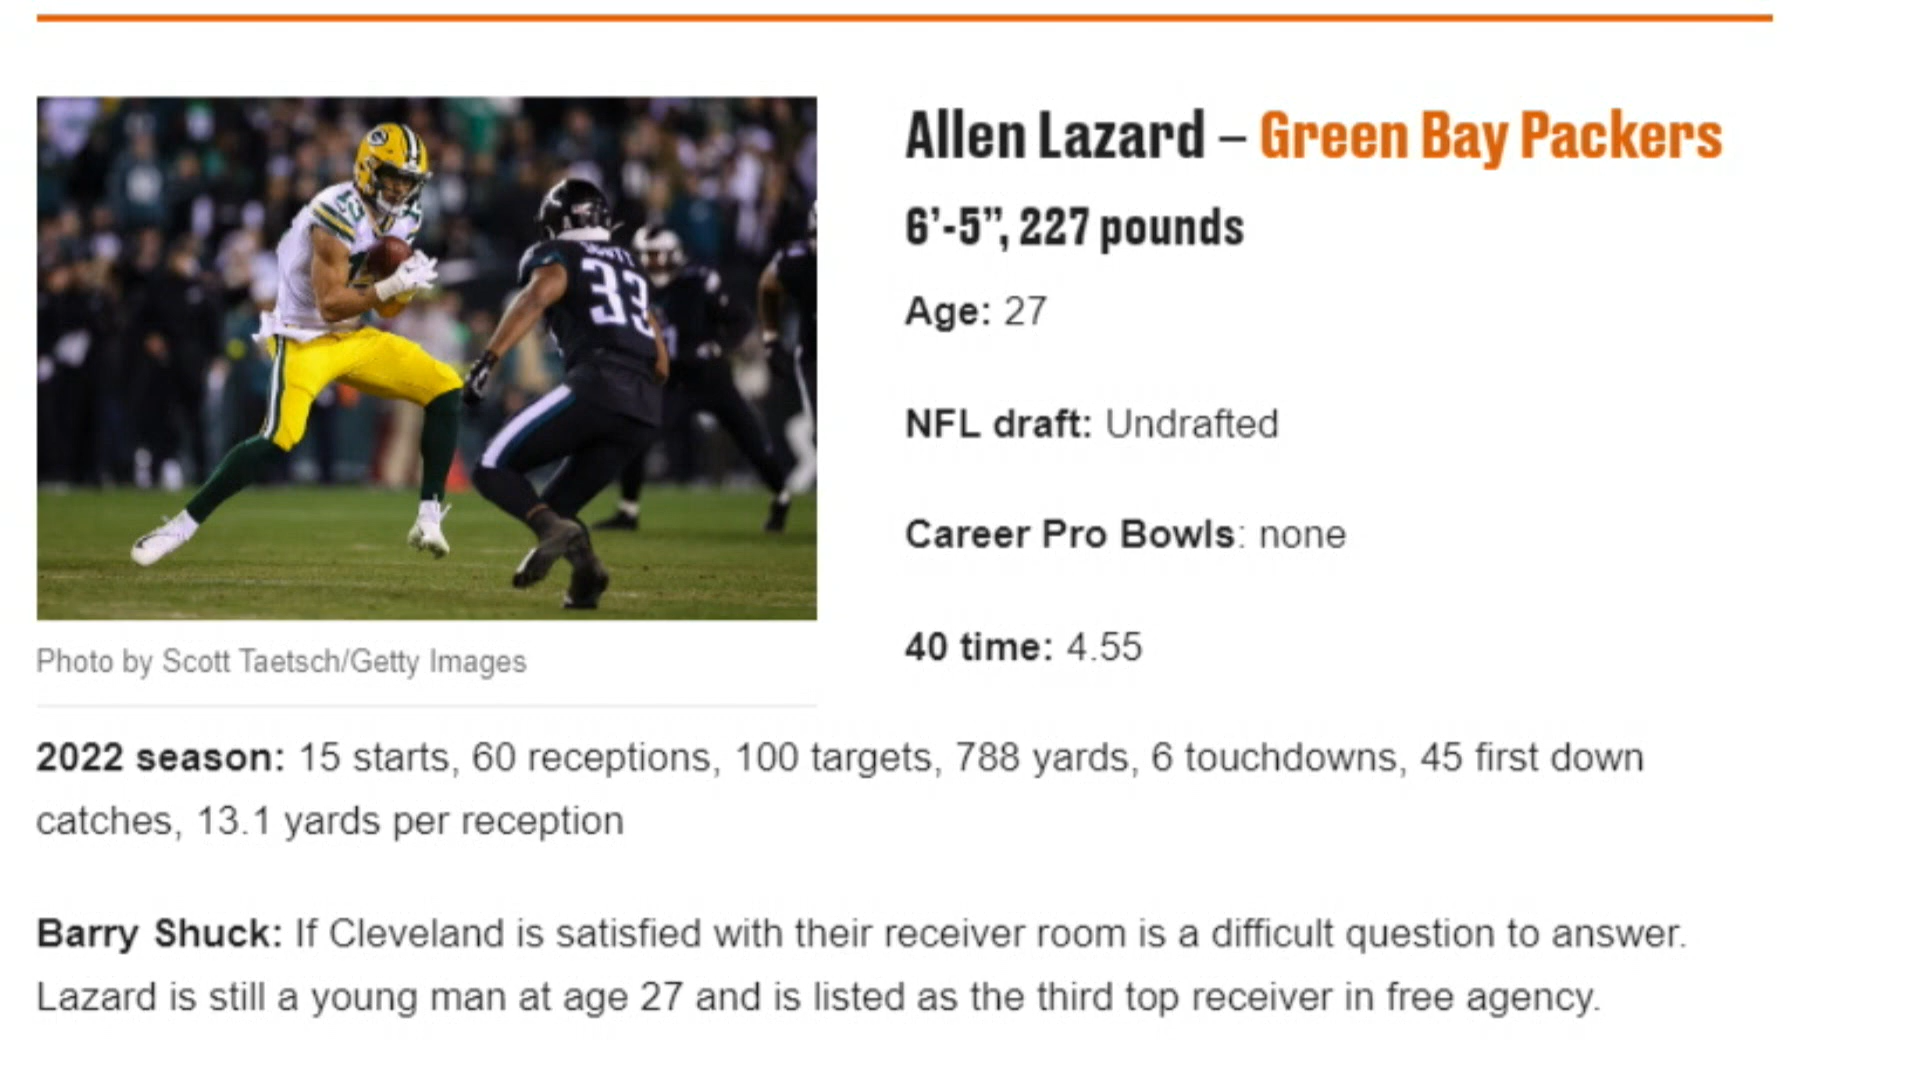 Allen Lazard – Green Bay Packers
6’-5”, 227 pounds
Age: 27
NFL draft: Undrafted
Career Pro Bowls: none
40 time: 4.55
33
Photo by Scott Taetsch/Getty Images
2022 season: 15 starts, 60 receptions, 100 targets, 788 yards, 6 touchdowns, 45 first down
catches, 13.1 yards per reception
Barry Shuck: If Cleveland is satisfied with their receiver room is a difficult question to answer.
Lazard is still a young man at age 27 and is listed as the third top receiver in free agency.